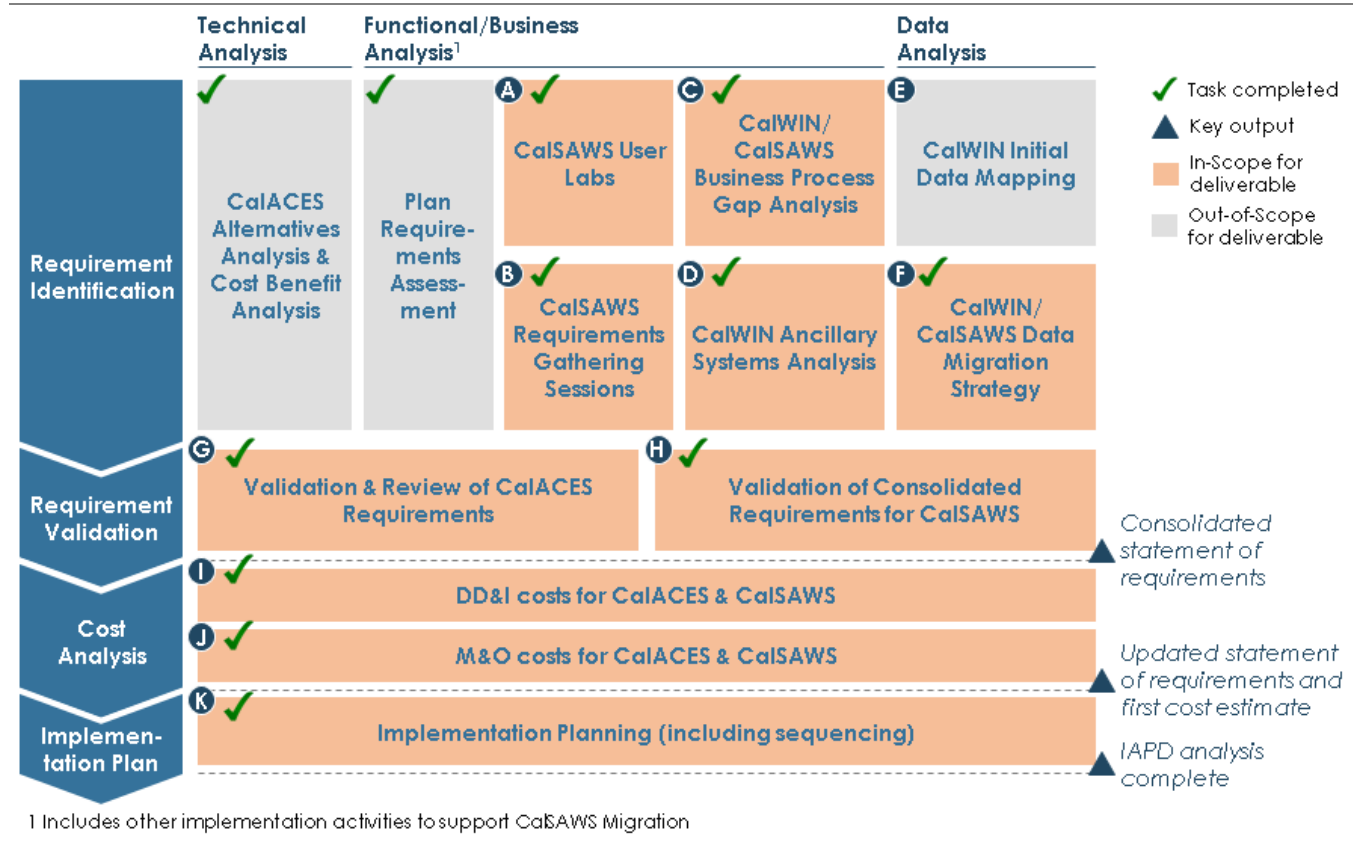 Technical
Analysis
Functional/Business
Analysis1
Data
Analysis
Requirement
Identification
CalACES
Alternatives
Analysis &
Cost Benefit
Analysis
Plan
Require-
ments
Assess-
ment
A
CalSAWS User
Labs
C
CalWIN/
CalSAWS
Business Process
Gap Analysis
E
CalWIN Initial
Data Mapping
B
CalSAWS
Requirements
Gathering
Sessions
D
CalWIN Ancillary
Systems Analysis
F
CalWIN/
CalSAWS Data
Migration
Strategy
Task completed
Key output
In-Scope for
deliverable
Out-of-Scope
for deliverable
Requirement
Validation
G
Validation & Review of CalACES
Requirements
H
Validation of Consolidated
Requirements for CalSAWS
Consolidated
statement of
requirements
Cost
Analysis
I
DD&I costs for CalACES & CalSAWS
J
M&O costs for CalACES & CalSAWS
Updated statement
of requirements and
first cost estimate
Implemen-
tation Plan
K
Implementation Planning (including sequencing)
IAPD analysis
complete
1 Includes other implementation activities to support CalSAWS Migration